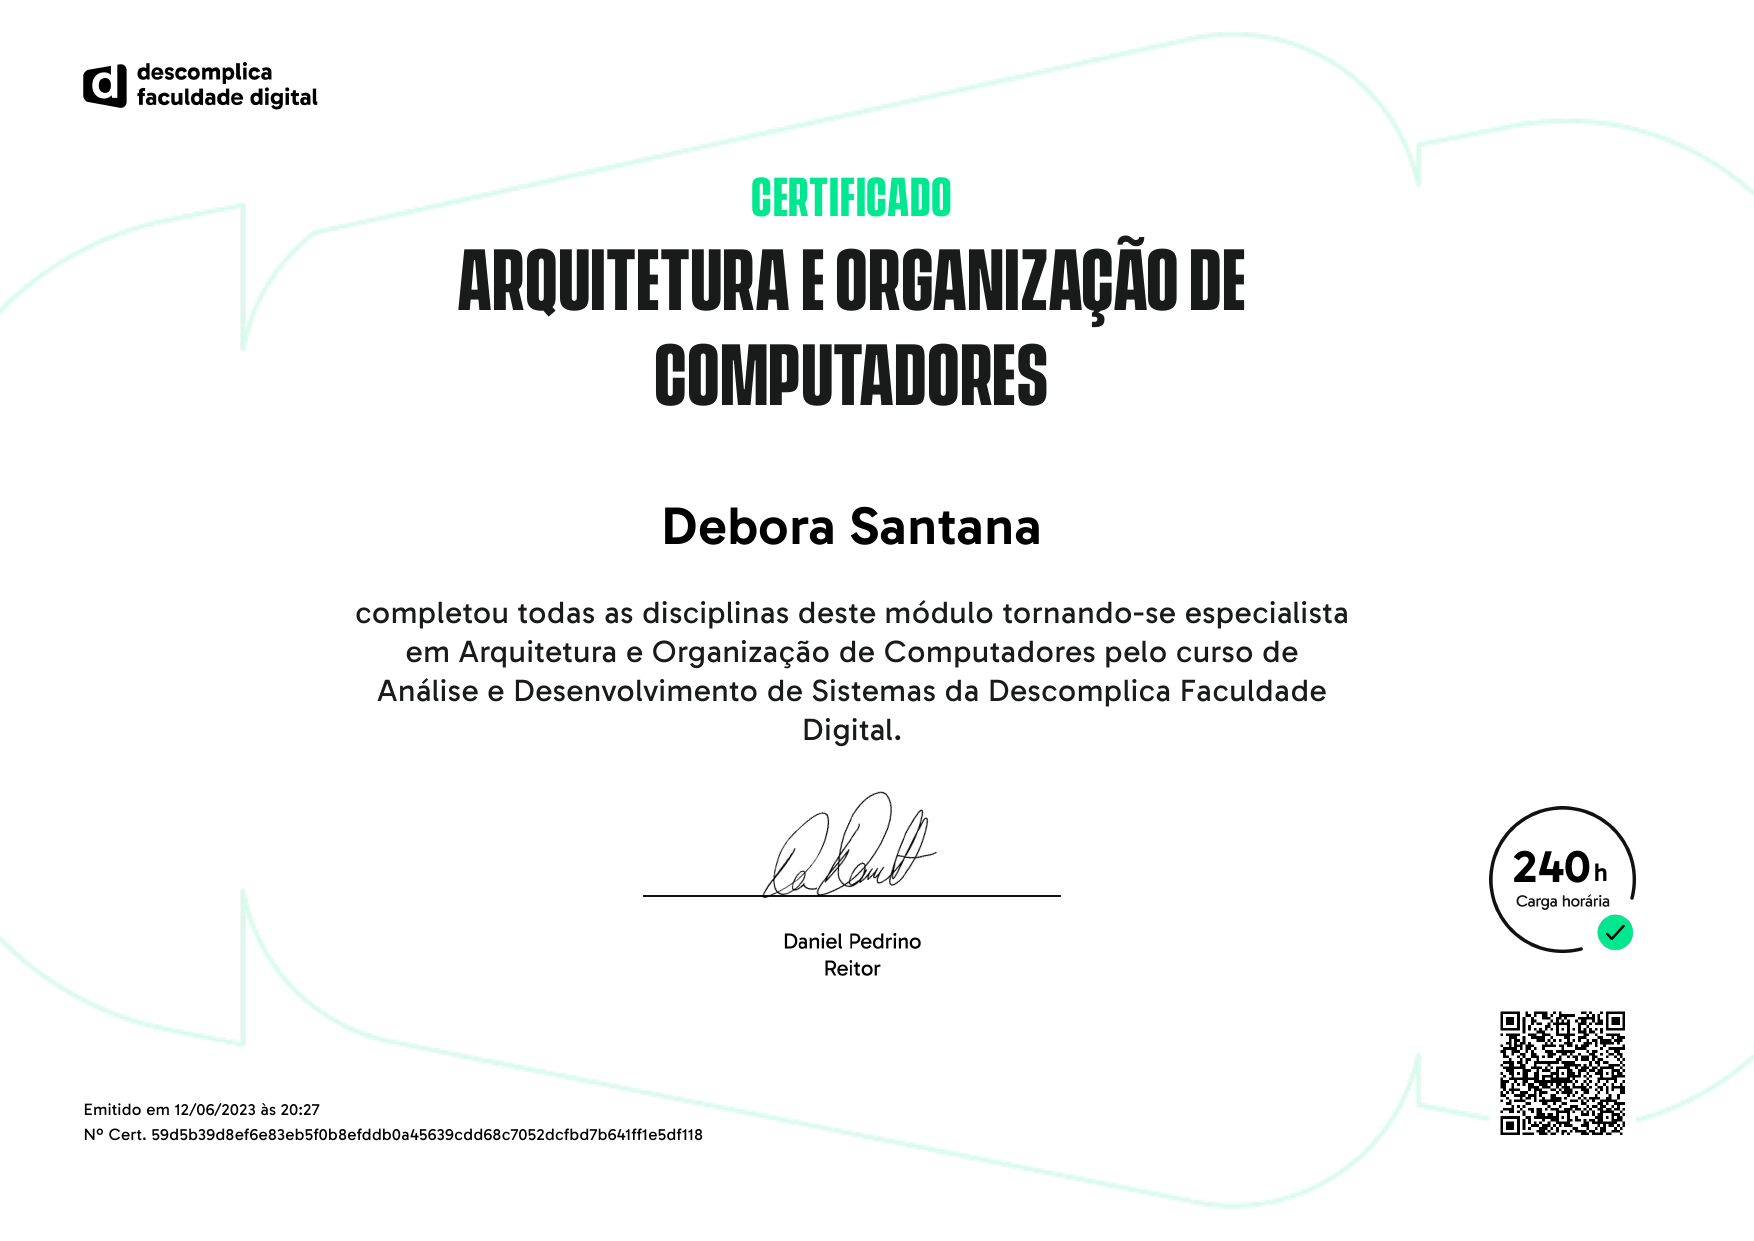 descomplica
faculdade digital
CERTIFICADO
ARQUITETURA E ORGANIZAÇÃO DE
COMPUTADORES
Debora Santana
completou todas as disciplinas deste módulo tornando-se especialista
em Arquitetura e Organização de Computadores pelo curso de
Análise e Desenvolvimento de Sistemas da Descomplica Faculdade
Digital.
Daniel Pedrino
Reitor
240 h
Carga horária
Emitido em 12/06/2023 às 20:27
Nº Cert. 59d5b39d8ef6e83eb5f0b8efddb0a45639cdd68c7052dcfbd7b641ff1e5df118